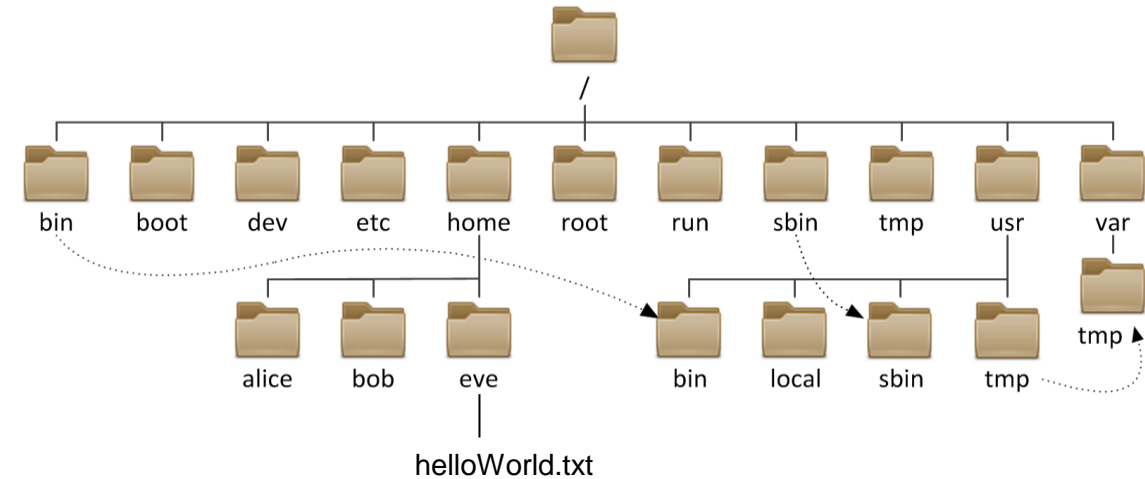 /
bin boot dev etc home root run sbin tmp usr var
tmp
alice bob eve bin local sbin tmp
helloWorld.txt